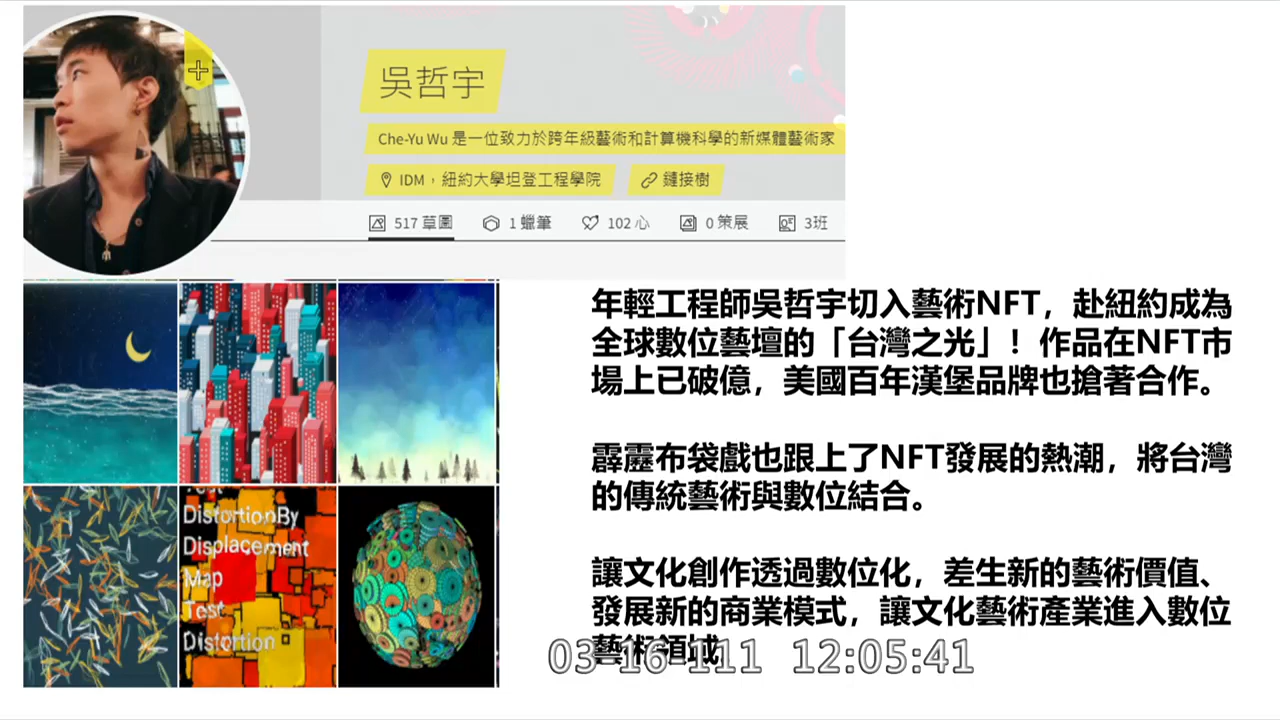 吳哲宇
Che-Yu Wu 是一位致力於跨年級藝術和計算機科學的新媒體藝術家
IDM，紐約大學坦登工程學院
鏈接樹
517 草圖
1 蠟筆
102 心
0 策展
3班
年輕工程師吳哲宇切入藝術NFT，赴紐約成為
全球數位藝壇的「台灣之光」！作品在NFT市
場上已破億，美國百年漢堡品牌也搶著合作。
霹靂布袋戲也跟上了NFT發展的熱潮，將台灣
的傳統藝術與數位結合。
讓文化創作透過數位化，差生新的藝術價值、
發展新的商業模式，讓文化藝術產業進入數位
藝術領域
DistortionBy
Displacement
Map
Test
Distortion
03-16-111 12:05:41